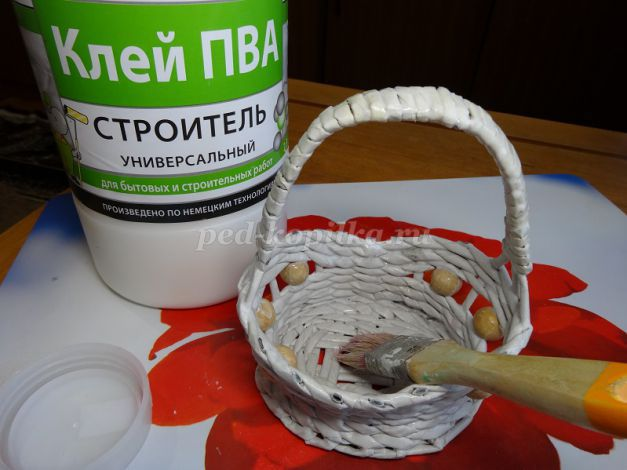 Клей ПВА
СТРОИТЕЛЬ
УНИВЕРСАЛЬНЫЙ
для бытовых и строительных работ
ПРОИЗВЕДЕНО ПО НЕМЕЦКИМ ТЕХНОЛОГИ
ped-kopilka.ru